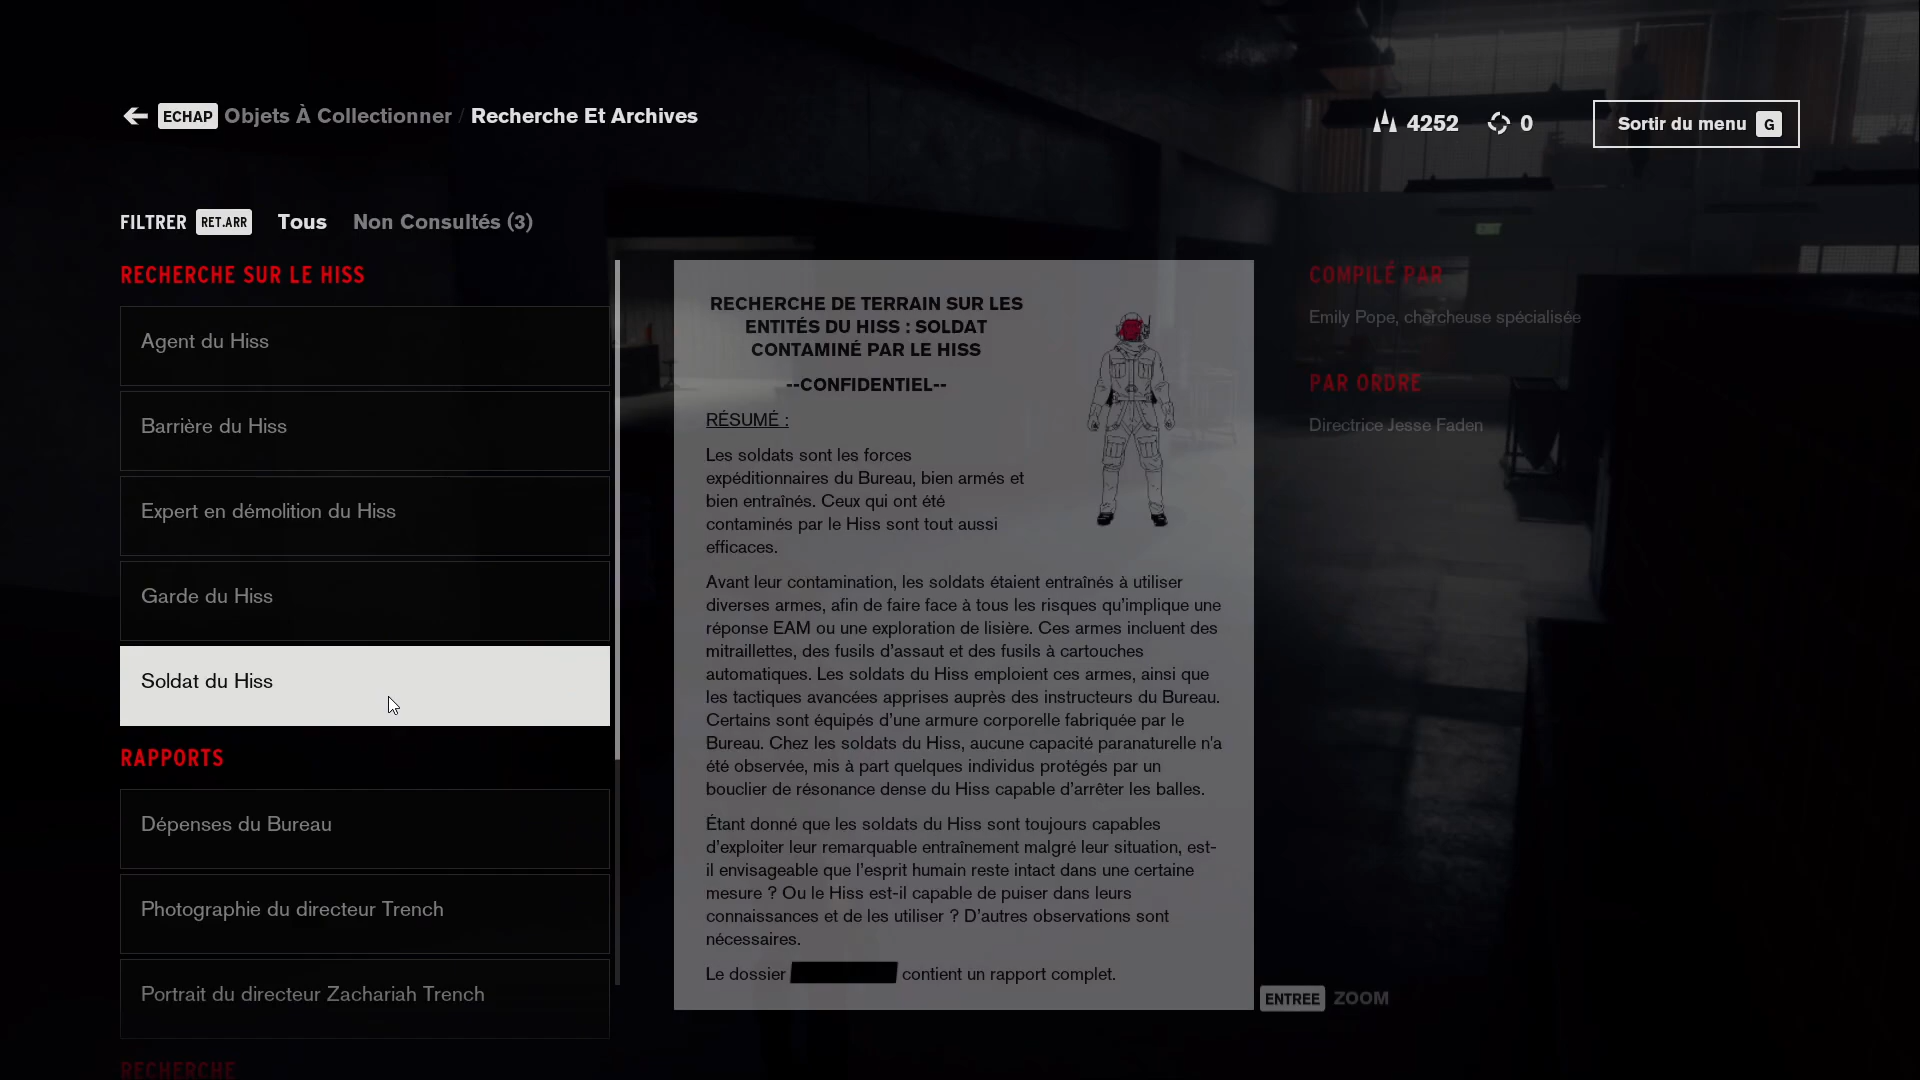 ECHAP Objets À Collectionner / Recherche Et Archives
4252 0
Sortir du menu G
FILTRER RET.ARR Tous Non Consultés (3)
RECHERCHE SUR LE HISS
Agent du Hiss
Barrière du Hiss
Expert en démolition du Hiss
Garde du Hiss
Soldat du Hiss
RAPPORTS
Dépenses du Bureau
Photographie du directeur Trench
Portrait du directeur Zachariah Trench
RECHERCHE
RECHERCHE DE TERRAIN SUR LES
ENTITÉS DU HISS : SOLDAT
CONTAMINÉ PAR LE HISS
--CONFIDENTIEL--
RÉSUMÉ :
Les soldats sont les forces
expéditionnaires du Bureau, bien armés et
bien entraînés. Ceux qui ont été
contaminés par le Hiss sont tout aussi
efficaces.
Avant leur contamination, les soldats étaient entraînés à utiliser
diverses armes, afin de faire face à tous les risques qu’implique une
réponse EAM ou une exploration de lisière. Ces armes incluent des
mitraillettes, des fusils d’assaut et des fusils à cartouches
automatiques. Les soldats du Hiss emploient ces armes, ainsi que
les tactiques avancées apprises auprès des instructeurs du Bureau.
Certains sont équipés d’une armure corporelle fabriquée par le
Bureau. Chez les soldats du Hiss, aucune capacité paranaturelle n'a
été observée, mis à part quelques individus protégés par un
bouclier de résonance dense du Hiss capable d’arrêter les balles.
Étant donné que les soldats du Hiss sont toujours capables
d’exploiter leur remarquable entraînement malgré leur situation, est-
il envisageable que l’esprit humain reste intact dans une certaine
mesure ? Ou le Hiss est-il capable de puiser dans leurs
connaissances et de les utiliser ? D’autres observations sont
nécessaires.
Le dossier contient un rapport complet.
COMPILÉ PAR
Emily Pope, chercheuse spécialisée
PAR ORDRE
Directrice Jesse Faden
ENTREE ZOOM